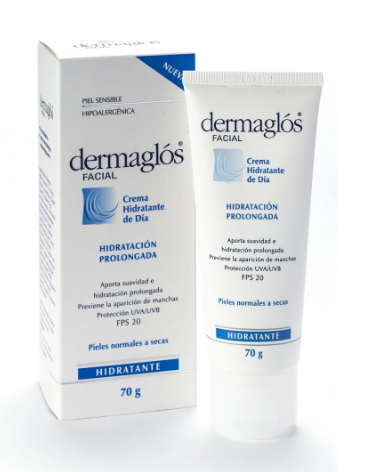 dermaglós
NUEVA
PIEL SENSIBLE
HIPOALERGÉNICA
dermaglós®
FACIAL
Crema
Hidratante
de Día
HIDRATACIÓN
PROLONGADA
Aporta suavidad e
hidratación prolongada
Previene la aparición de manchas
Protección UVA/UVB
FPS 20
Pieles normales a secas
HIDRATANTE
70 g
dermaglós®
FACIAL
Crema
Hidratante
de Día
HIDRATACIÓN
PROLONGADA
Aporta suavidad e
hidratación prolongada
Previene la aparición de manchas
Protección UVA/UVB
FPS 20
Pieles normales a secas
HIDRATANTE
70 g